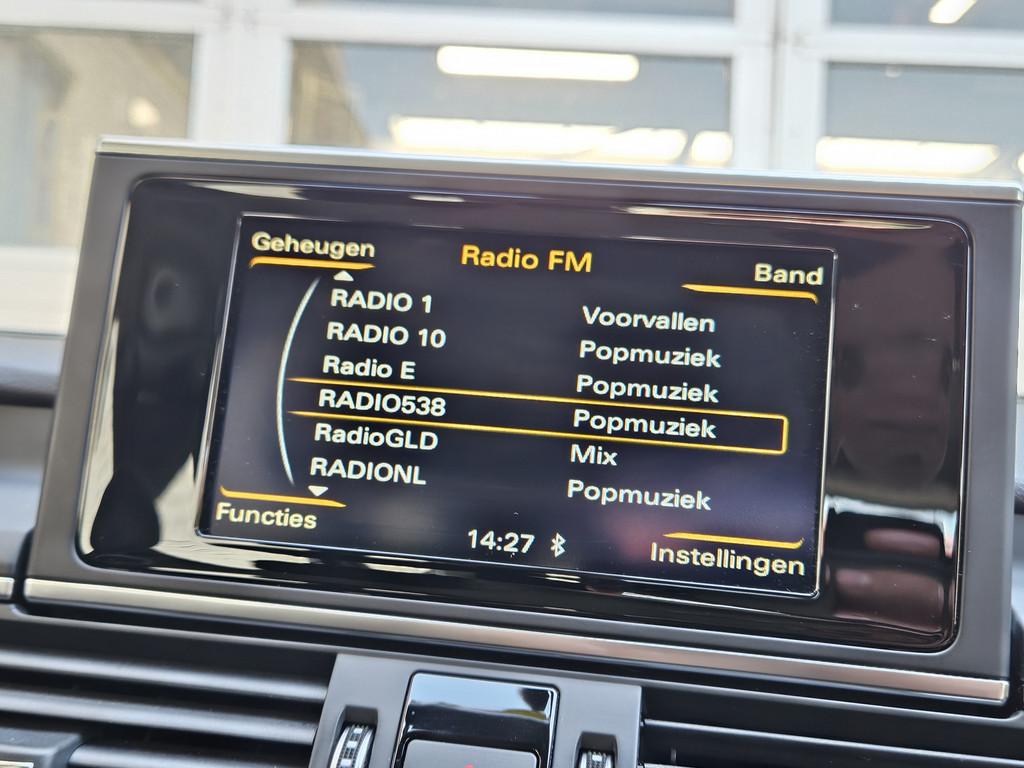 Geheugen Radio FM Band
RADIO 1 Voorvallen
RADIO 10 Popmuziek
Radio E Popmuziek
RADIO538 Popmuziek
RadioGLD Mix
RADIONL Popmuziek
Functies 14:27 Instellingen